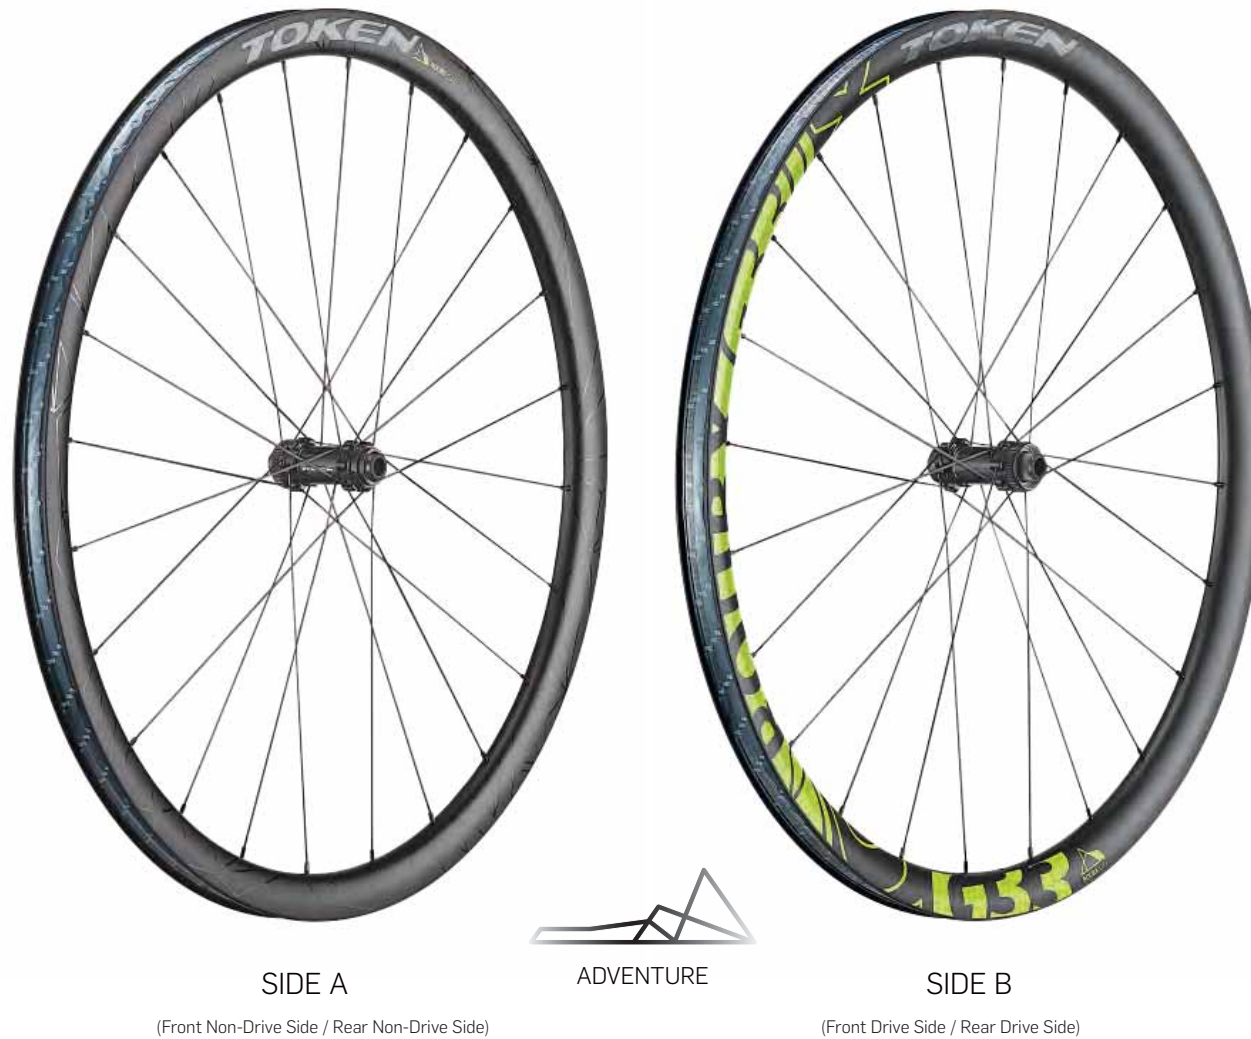 TOKEN
TOKEN
G33
ADVENTURE
SIDE A
SIDE B
(Front Non-Drive Side / Rear Non-Drive Side)
(Front Drive Side / Rear Drive Side)